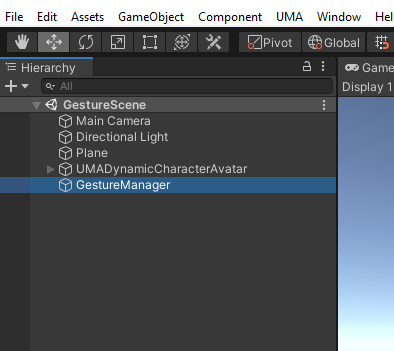 File Edit Assets GameObject Component UMA Window Help
Pivot Global
Hierarchy
Game
All
Display 1
GestureScene
Main Camera
Directional Light
Plane
UMADynamicCharacterAvatar
GestureManager